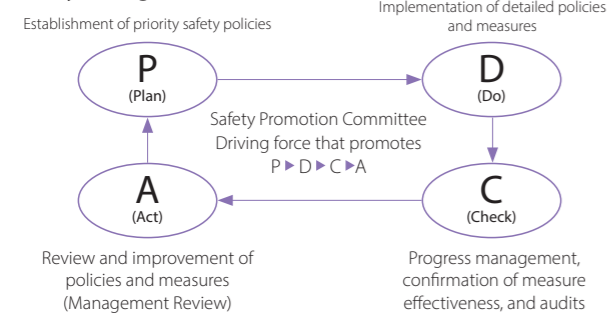 Establishment of priority safety policies
Implementation of detailed policies
and measures
P
(Plan)
D
(Do)
Safety Promotion Committee
Driving force that promotes
P ▶ D ▶ C ▶ A
A
(Act)
C
(Check)
Review and improvement of
policies and measures
(Management Review)
Progress management,
confirmation of measure
effectiveness, and audits